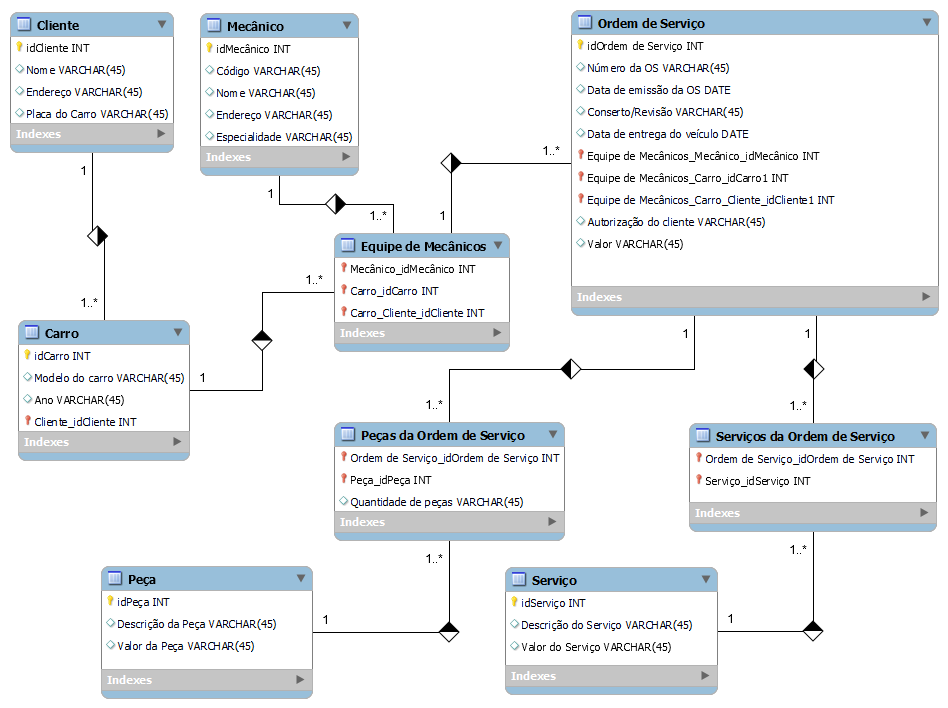 Cliente
idCliente INT
Nome VARCHAR(45)
Endereço VARCHAR(45)
Placa do Carro VARCHAR(45)
Indexes
Mecânico
idMecânico INT
Código VARCHAR(45)
Nome VARCHAR(45)
Endereço VARCHAR(45)
Especialidade VARCHAR(45)
Indexes
Ordem de Serviço
idOrdem de Serviço INT
Número da OS VARCHAR(45)
Data de emissão da OS DATE
Conserto/Revisão VARCHAR(45)
Data de entrega do veículo DATE
Equipe de Mecânicos_Mecânico_idMecânico INT
Equipe de Mecânicos_Carro_idCarro1 INT
Equipe de Mecânicos_Carro_Cliente_idCliente1 INT
Autorização do cliente VARCHAR(45)
Valor VARCHAR(45)
Indexes
1
1..*
1
1..*
1..*
1
Equipe de Mecânicos
Mecânico_idMecânico INT
Carro_idCarro INT
Carro_Cliente_idCliente INT
Indexes
1..*
1
Carro
idCarro INT
Modelo do carro VARCHAR(45)
Ano VARCHAR(45)
Cliente_idCliente INT
Indexes
1
1..*
1
1..*
Peças da Ordem de Serviço
Ordem de Serviço_idOrdem de Serviço INT
Peça_idPeça INT
Quantidade de peças VARCHAR(45)
Indexes
Serviços da Ordem de Serviço
Ordem de Serviço_idOrdem de Serviço INT
Serviço_idServiço INT
Indexes
1..*
1
1..*
1
Peça
idPeça INT
Descrição da Peça VARCHAR(45)
Valor da Peça VARCHAR(45)
Indexes
Serviço
idServiço INT
Descrição do Serviço VARCHAR(45)
Valor do Serviço VARCHAR(45)
Indexes